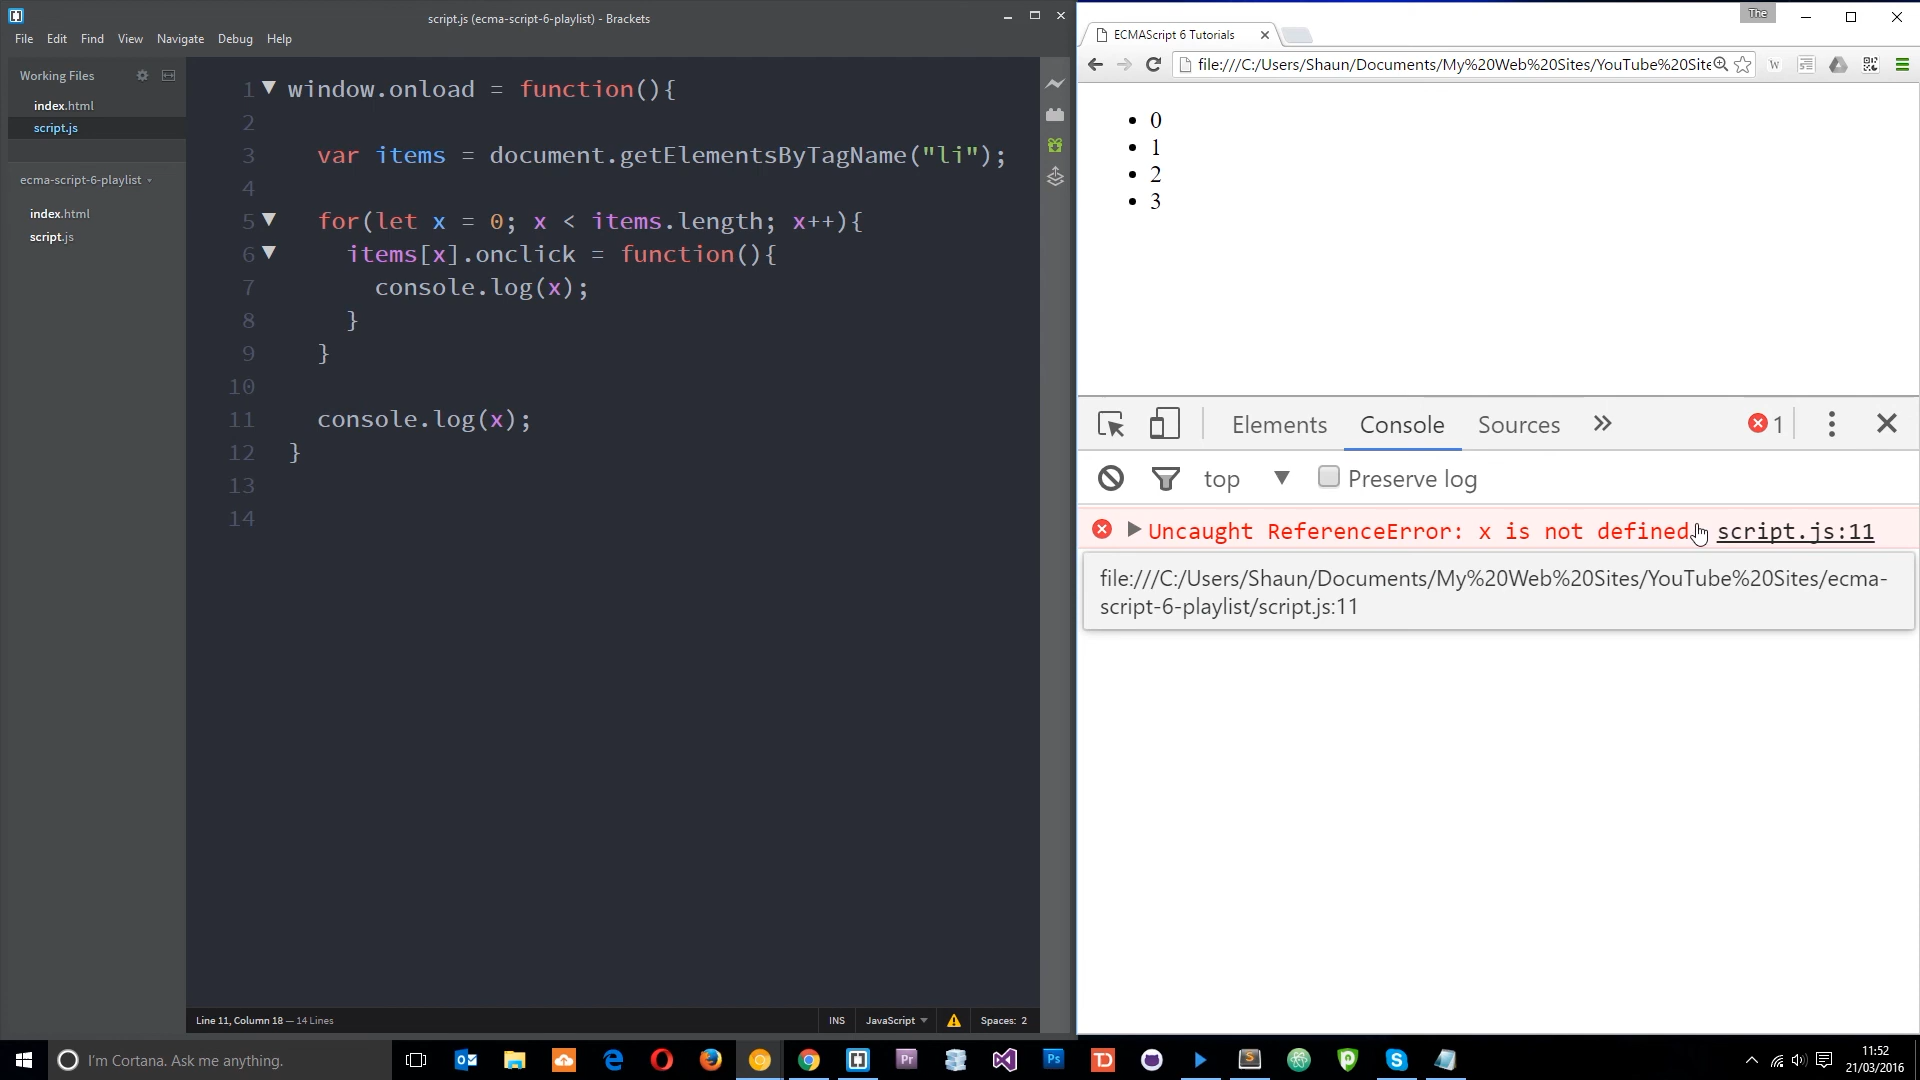 script.js (ecma-script-6-playlist) - Brackets
File Edit Find View Navigate Debug Help
Working Files
index.html
script.js
ecma-script-6-playlist
index.html
script.js
1 window.onload = function(){
2
3 var items = document.getElementsByTagName("li");
4
5 for(let x = 0; x < items.length; x++){
6 items[x].onclick = function(){
7 console.log(x);
8 }
9 }
10
11 console.log(x);
12 }
13
14
Line 11, Column 18 — 14 Lines
INS JavaScript Spaces: 2
The
ECMAScript 6 Tutorials
file:///C:/Users/Shaun/Documents/My%20Web%20Sites/YouTube%20Site
• 0
• 1
• 2
• 3
Elements Console Sources 1
top Preserve log
Uncaught ReferenceError: x is not defined script.js:11
file:///C:/Users/Shaun/Documents/My%20Web%20Sites/YouTube%20Sites/ecma-
script-6-playlist/script.js:11
I'm Cortana. Ask me anything.
11:52
21/03/2016